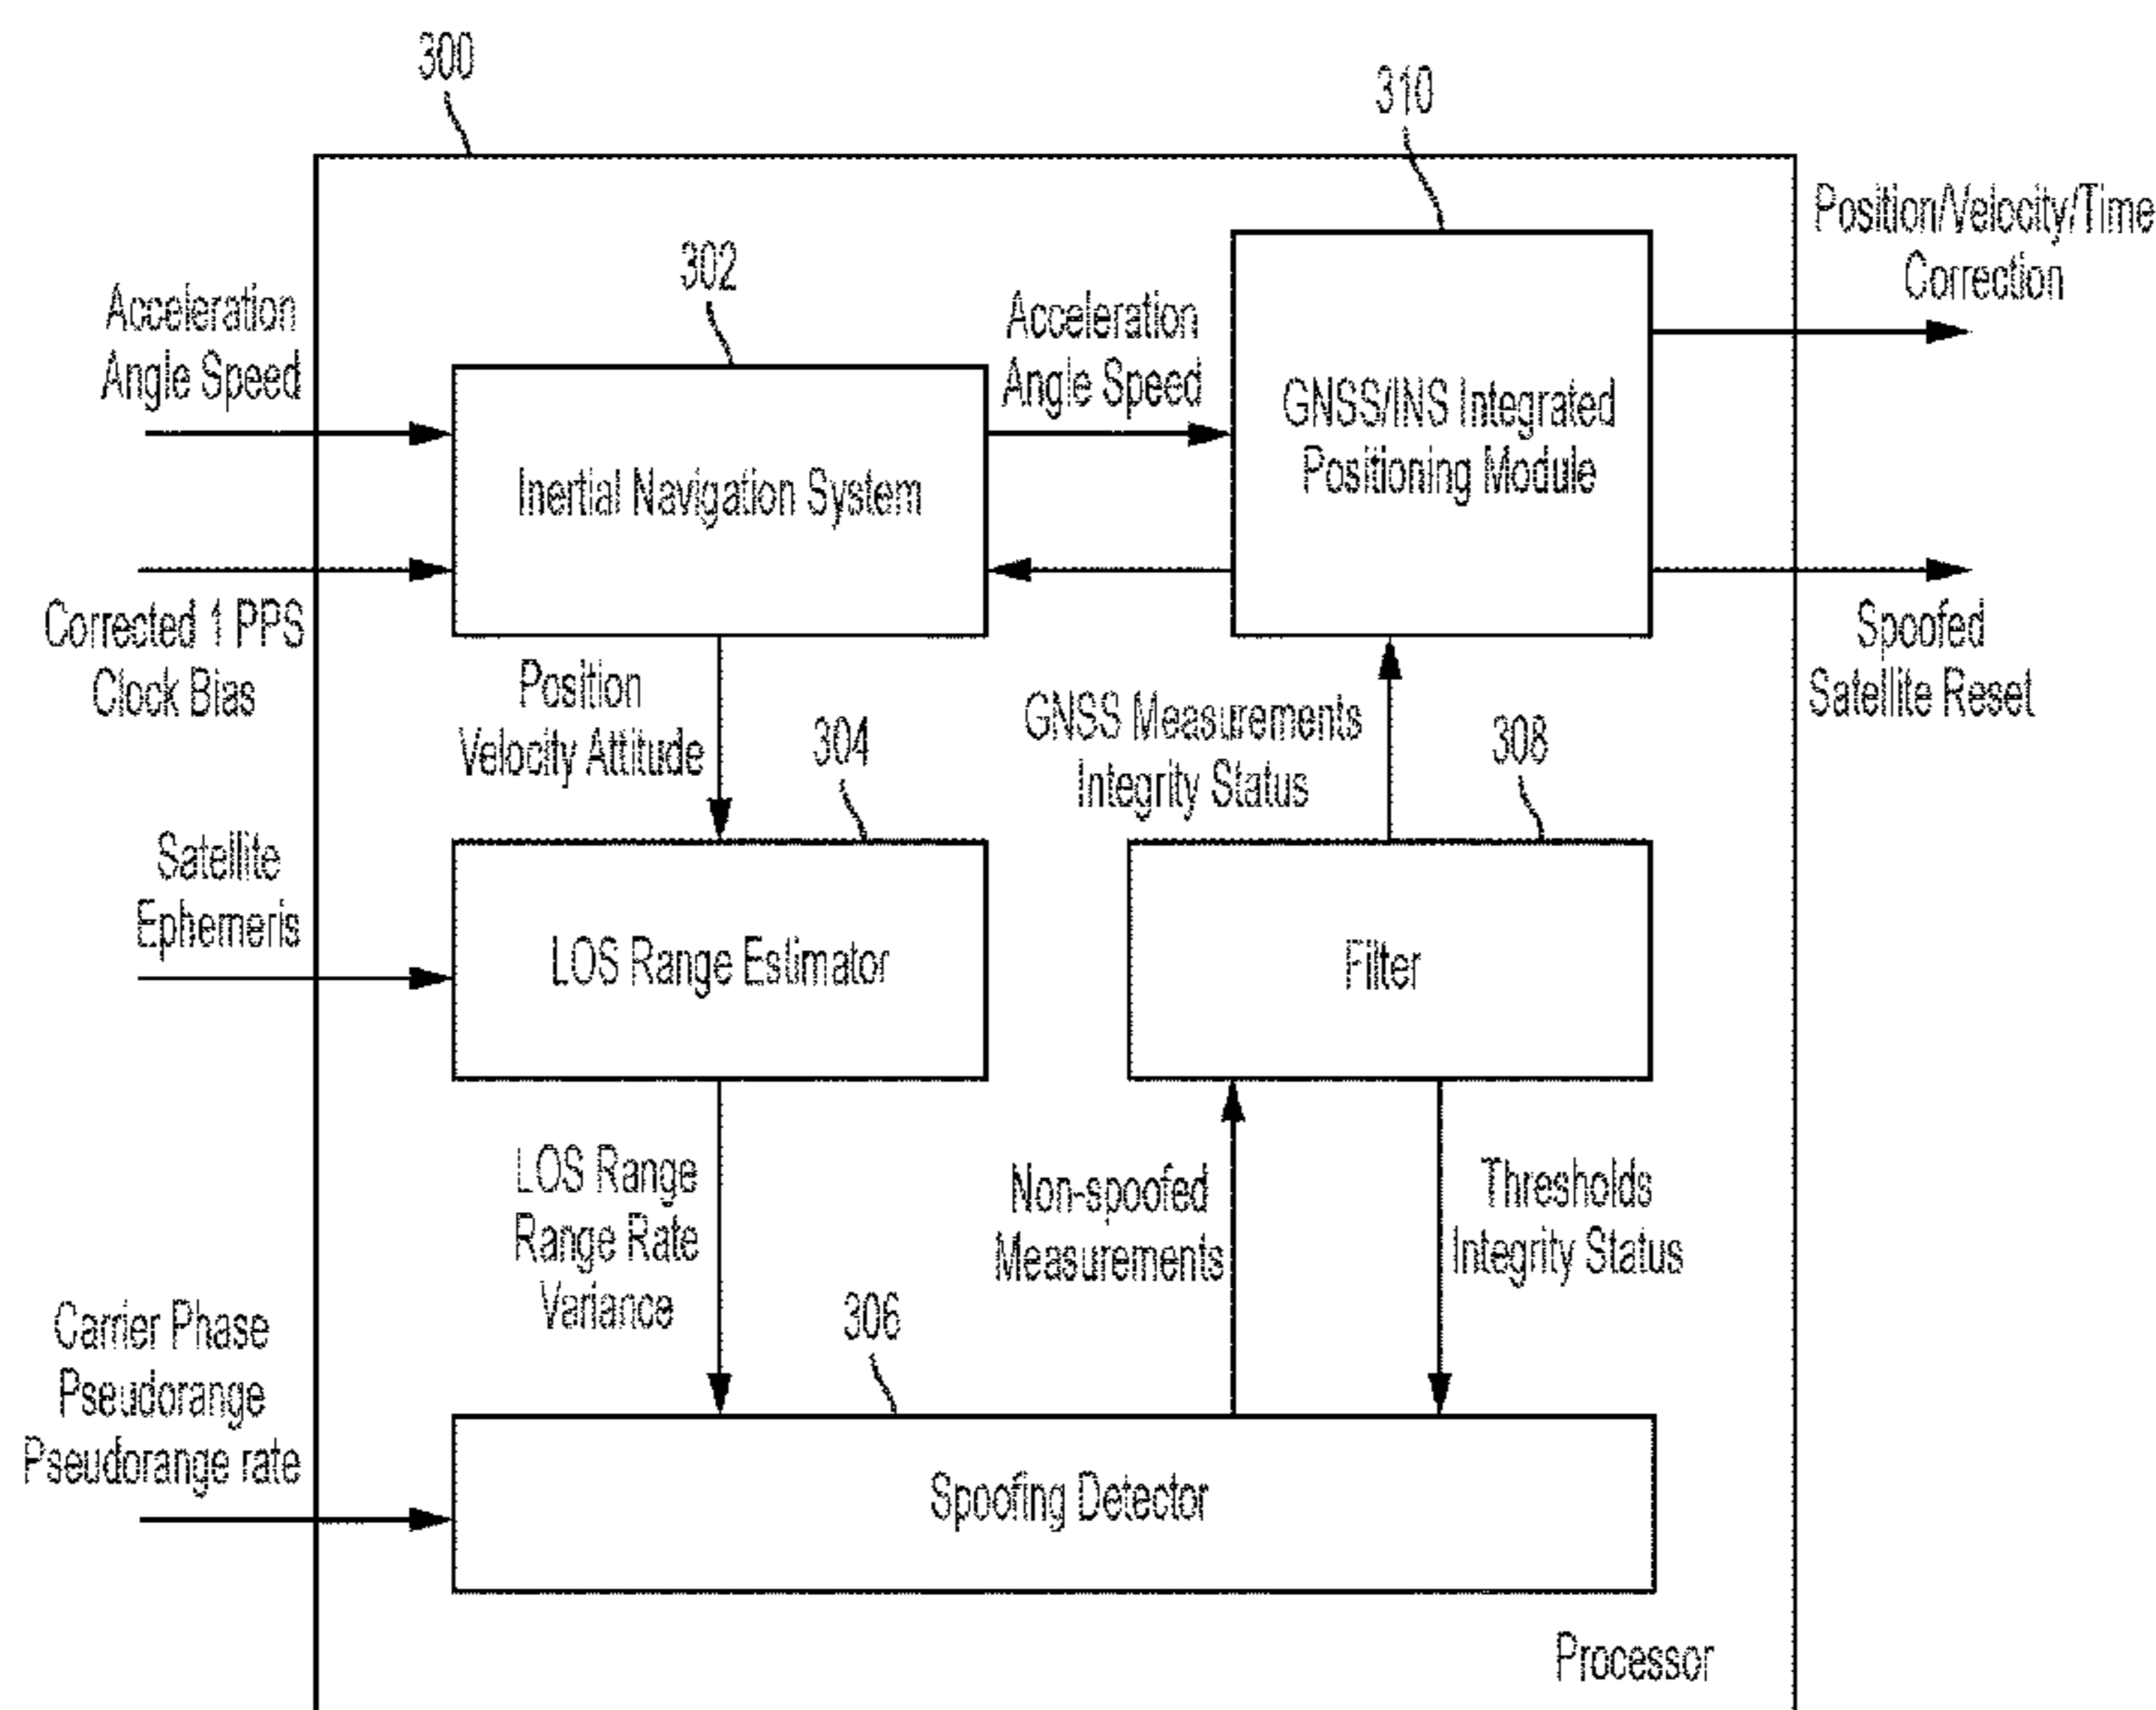 300
310
Position/Velocity/Time
Correction
302
Acceleration
Angle Speed
Acceleration
Angle Speed
GNSS/INS Integrated
Positioning Module
Inertial Navigation System
Corrected 1 PPS
Clock Bias
Spoofed
Satellite Reset
Position
Velocity Attitude
304
GNSS Measurements
Integrity Status
308
Satellite
Ephemeris
LOS Range Estimator
Filter
LOS Range
Range Rate
Variance
Non-spoofed
Measurements
Thresholds
Integrity Status
306
Carrier Phase
Pseudorange
Pseudorange rate
Spoofing Detector
Processor